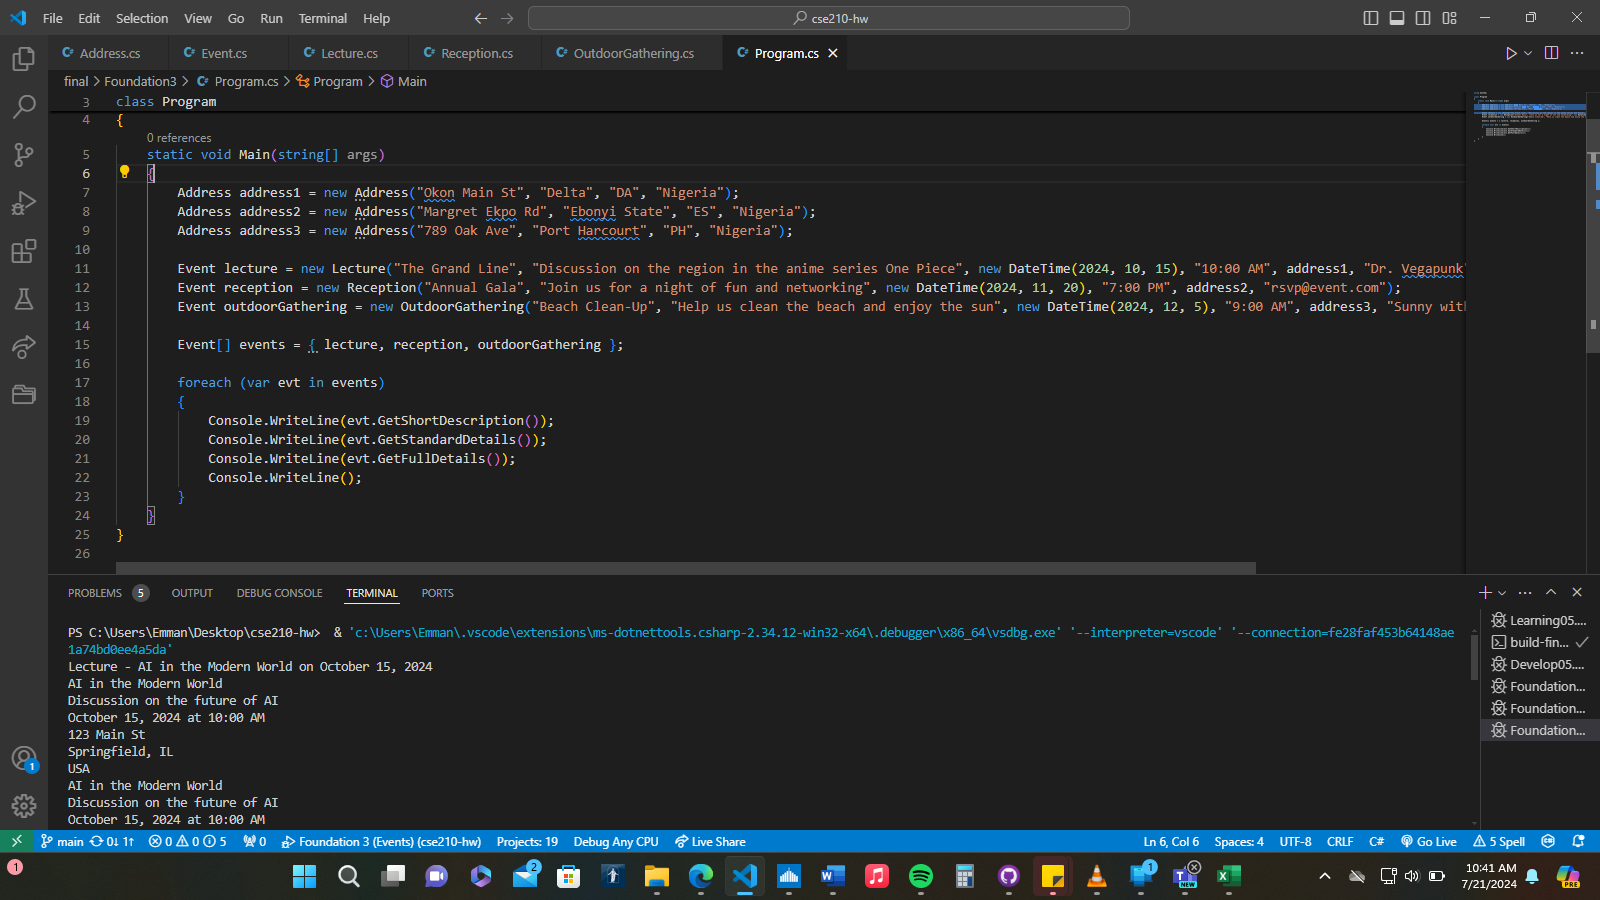 File Edit Selection View Go Run Terminal Help
cse210-hw
Address.cs Event.cs Lecture.cs Reception.cs OutdoorGathering.cs Program.cs
final > Foundation3 > Program.cs > Program > Main
3 class Program
4 {
0 references
5 static void Main(string[] args)
6 {
7 Address address1 = new Address("Okon Main St", "Delta", "DA", "Nigeria");
8 Address address2 = new Address("Margret Ekpo Rd", "Ebonyi State", "ES", "Nigeria");
9 Address address3 = new Address("789 Oak Ave", "Port Harcourt", "PH", "Nigeria");
10
11 Event lecture = new Lecture("The Grand Line", "Discussion on the region in the anime series One Piece", new DateTime(2024, 10, 15), "10:00 AM", address1, "Dr. Vegapunk"
12 Event reception = new Reception("Annual Gala", "Join us for a night of fun and networking", new DateTime(2024, 11, 20), "7:00 PM", address2, "rsvp@event.com");
13 Event outdoorGathering = new OutdoorGathering("Beach Clean-Up", "Help us clean the beach and enjoy the sun", new DateTime(2024, 12, 5), "9:00 AM", address3, "Sunny wit
14
15 Event[] events = { lecture, reception, outdoorGathering };
16
17 foreach (var evt in events)
18 {
19 Console.WriteLine(evt.GetShortDescription());
20 Console.WriteLine(evt.GetStandardDetails());
21 Console.WriteLine(evt.GetFullDetails());
22 Console.WriteLine();
23 }
24 }
25 }
26
PROBLEMS 5 OUTPUT DEBUG CONSOLE TERMINAL PORTS
PS C:\Users\Emman\Desktop\cse210-hw> & 'c:\Users\Emman\.vscode\extensions\ms-dotnettools.csharp-2.34.12-win32-x64\.debugger\x86_64\vsdbg.exe' '--interpreter=vscode' '--connection=fe28faf453b64148ae
1a74bd0ee4a5da'
Lecture - AI in the Modern World on October 15, 2024
AI in the Modern World
Discussion on the future of AI
October 15, 2024 at 10:00 AM
123 Main St
Springfield, IL
USA
AI in the Modern World
Discussion on the future of AI
October 15, 2024 at 10:00 AM
Learning05....
build-fin...
Develop05....
Foundation...
Foundation...
Foundation...
1
main 0↓ 1↑ 0 0 5 0 Foundation 3 (Events) (cse210-hw) Projects: 19 Debug Any CPU Live Share Ln 6, Col 6 Spaces: 4 UTF-8 CRLF C# Go Live 5 Spell
1
2
1
NEW
10:41 AM
7/21/2024
PRE